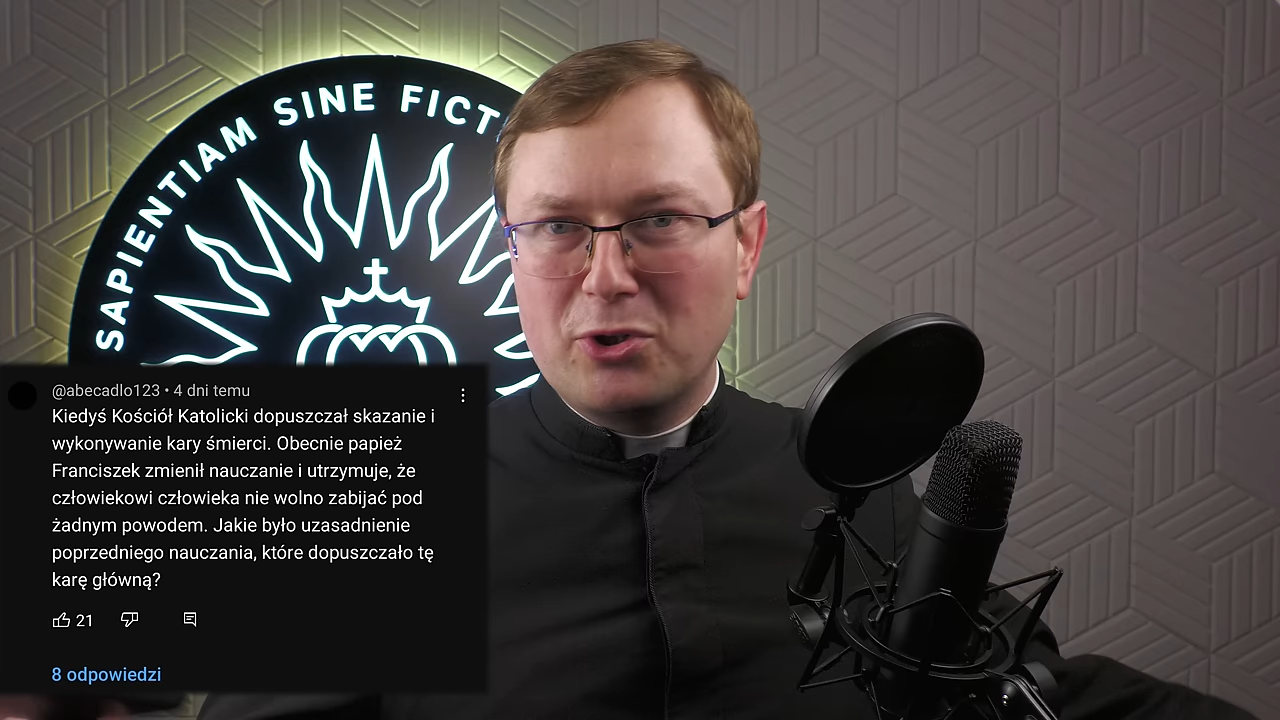 SAPIENTIAM SINE FICT
@abecadlo123 • 4 dni temu
Kiedyś Kościół Katolicki dopuszczał skazanie i
wykonywanie kary śmierci. Obecnie papież
Franciszek zmienił nauczanie i utrzymuje, że
człowiekowi człowieka nie wolno zabijać pod
żadnym powodem. Jakie było uzasadnienie
poprzedniego nauczania, które dopuszczało tę
karę główną?
21
8 odpowiedzi